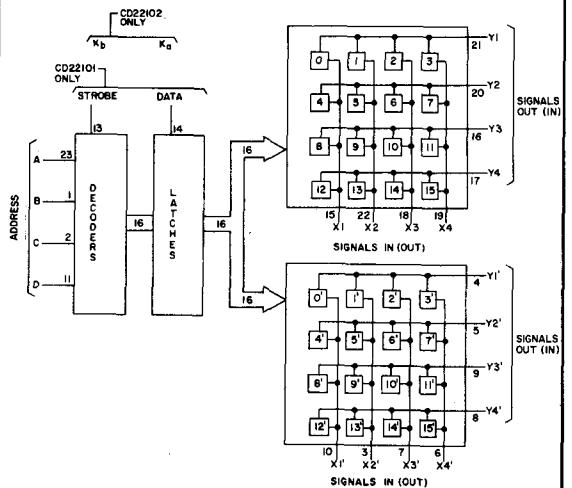 CD22102
ONLY
Kb Ka
CD22101
ONLY
STROBE DATA
13 14
ADDRESS
A 23
B 1
C 2
D 11
DECODERS
16
LATCHES
16
16
16
21 Y1
0 1 2 3
20 Y2
4 5 6 7
16 Y3
8 9 10 11
17 Y4
12 13 14 15
15 22 18 19
X1 X2 X3 X4
SIGNALS
OUT (IN)
SIGNALS IN (OUT)
4 Y1'
0' 1' 2' 3'
5 Y2'
4' 5' 6' 7'
9 Y3'
8' 9' 10' 11'
8 Y4'
12' 13' 14' 15'
10 3 7 6
X1' X2' X3' X4'
SIGNALS
OUT (IN)
SIGNALS IN (OUT)